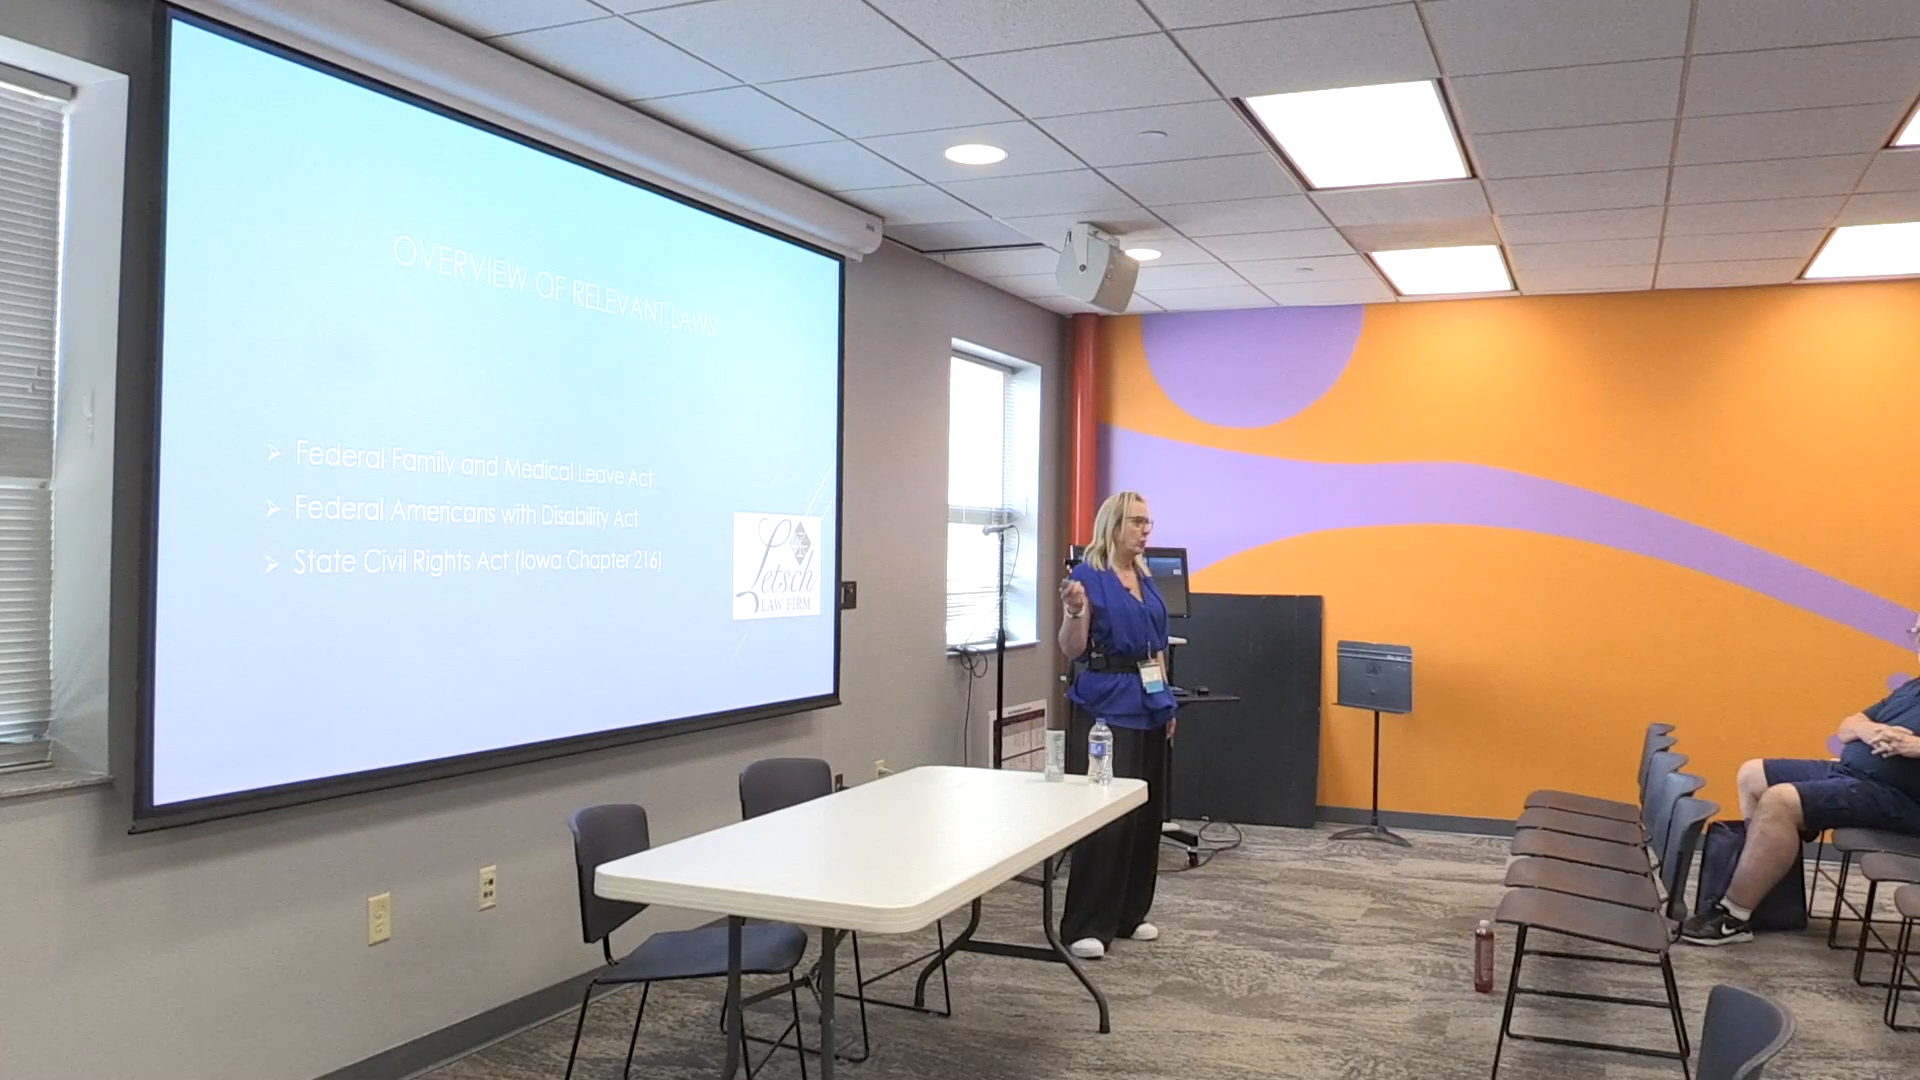 OVERVIEW OF RELEVANT LAWS
Federal Family and Medical Leave Act
Federal Americans with Disability Act
State Civil Rights Act (Iowa Chapter 216)
Letsch
LAW FIRM